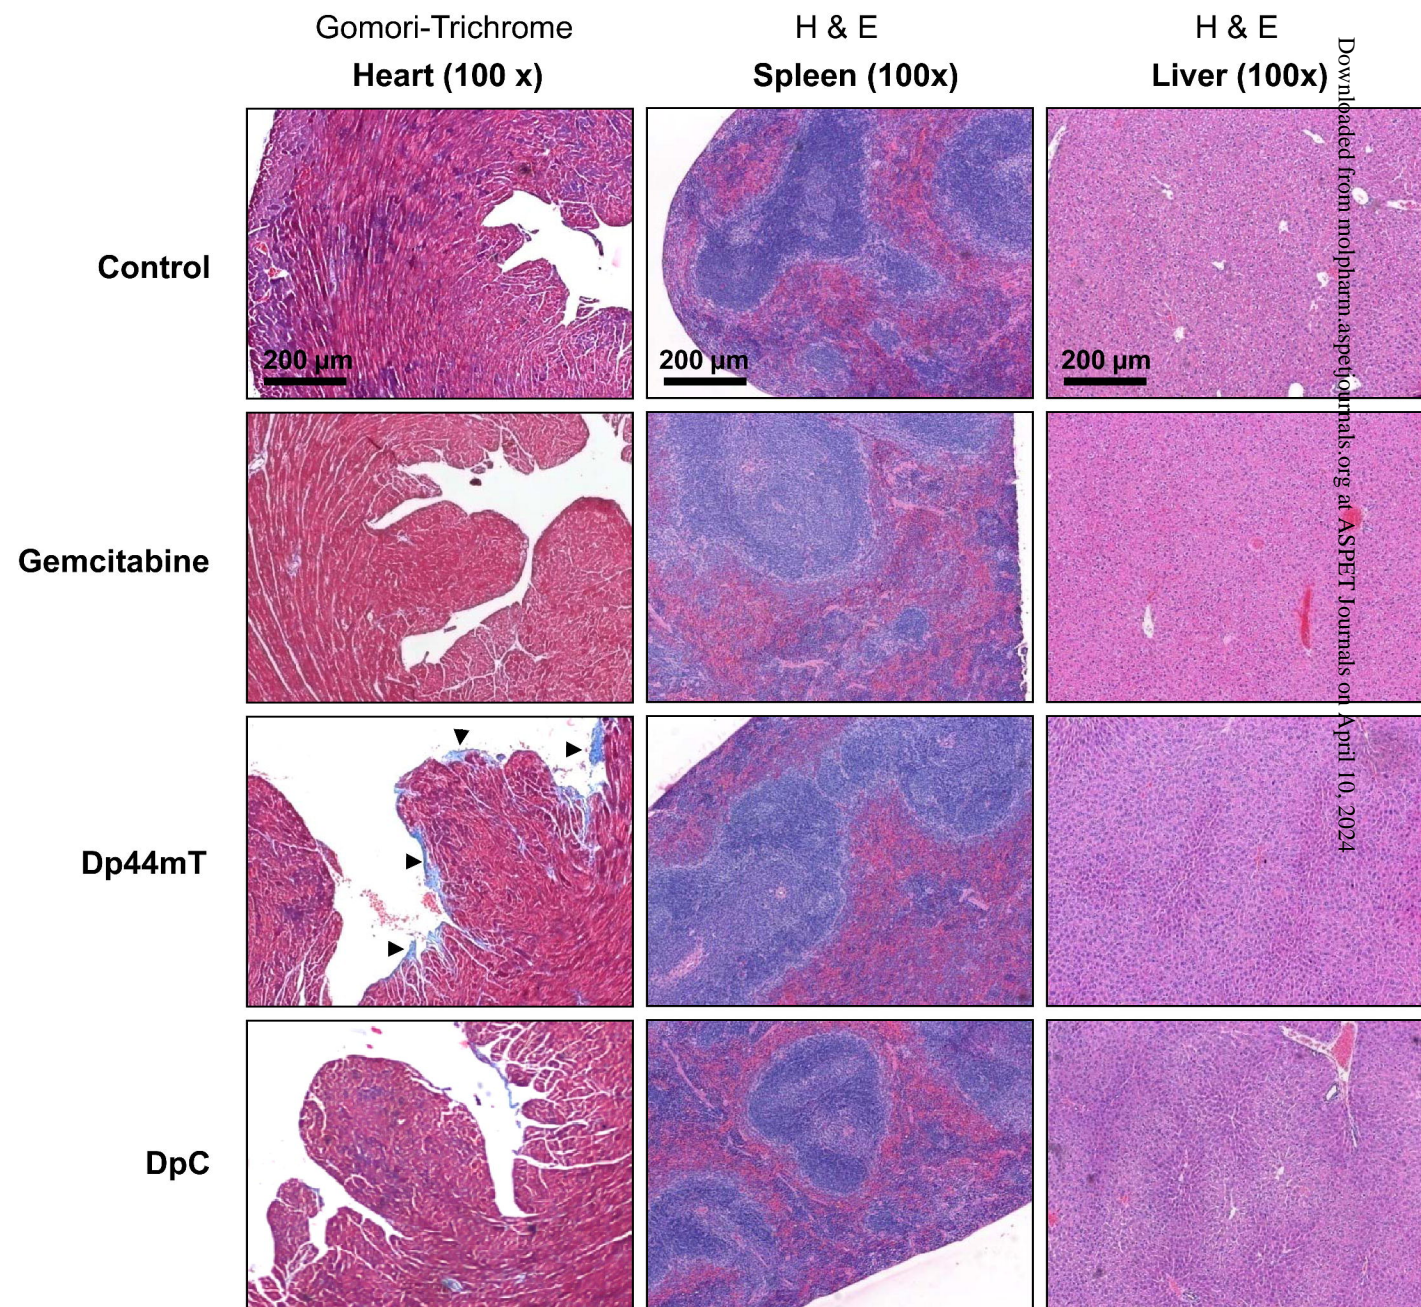 Gomori-Trichrome
H & E
H & E
Heart (100 x)
Spleen (100x)
Liver (100x)
Control
200 µm
200 µm
200 µm
Gemcitabine
Dp44mT
DpC
Downloaded from molpharm.aspetjournals.org at ASPET Journals on April 10, 2024